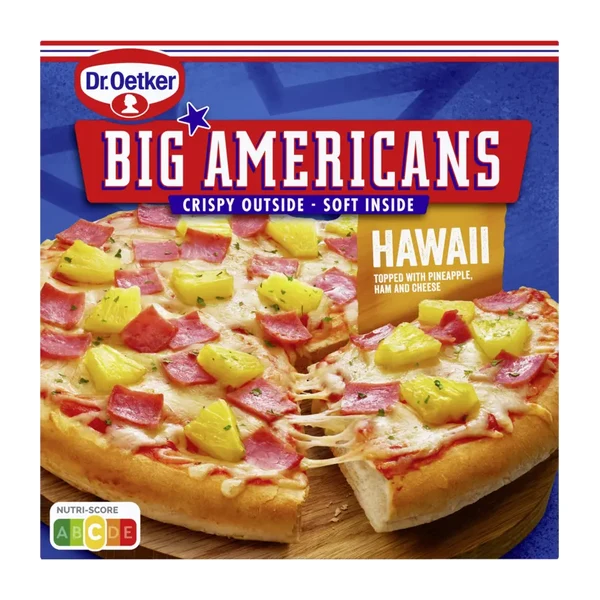 Dr.Oetker
BIG AMERICANS
CRISPY OUTSIDE - SOFT INSIDE
HAWAII
TOPPED WITH PINEAPPLE,
HAM AND CHEESE
NUTRI-SCORE
A B C D E